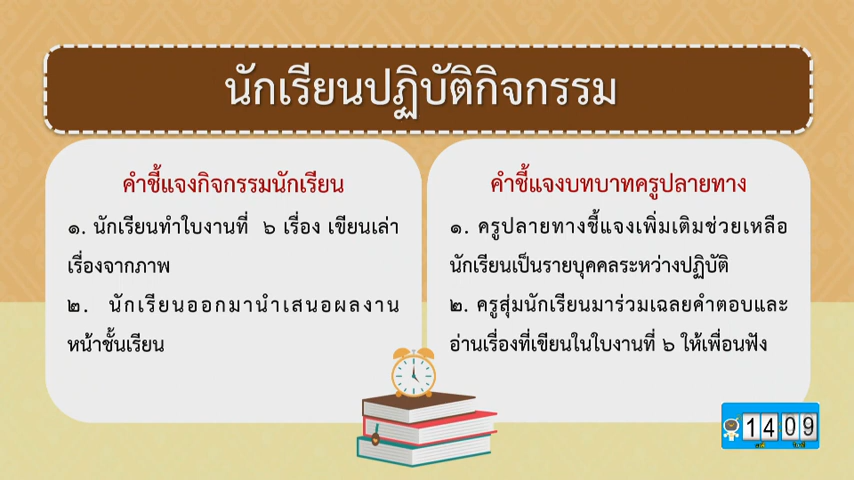 นักเรียนปฏิบัติกิจกรรม
คำชี้แจงกิจกรรมนักเรียน
๑. นักเรียนทำใบงานที่ ๖ เรื่อง เขียนเล่า
เรื่องจากภาพ
๒. นักเรียนออกมานำเสนอผลงาน
หน้าชั้นเรียน
คำชี้แจงบทบาทครูปลายทาง
๑. ครูปลายทางชี้แจงเพิ่มเติมช่วยเหลือ
นักเรียนเป็นรายบุคคลระหว่างปฏิบัติ
๒. ครูสุ่มนักเรียนมาร่วมเฉลยคำตอบและ
อ่านเรื่องที่เขียนในใบงานที่ ๖ ให้เพื่อนฟัง
14 09
นาที วินาที